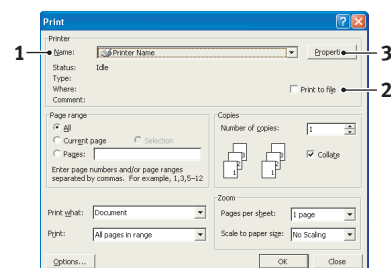 Print
Printer
1 Name: Printer Name Properti 3
Status: Idle
Type:
Where: Print to file 2
Comment:
Page range Copies
All Number of copies: 1
Current page Selection
Pages: Collate
Enter page numbers and/or page ranges
separated by commas. For example, 1,3,5–12
Print what: Document Zoom
Pages per sheet: 1 page
Print: All pages in range Scale to paper size: No Scaling
Options... OK Close